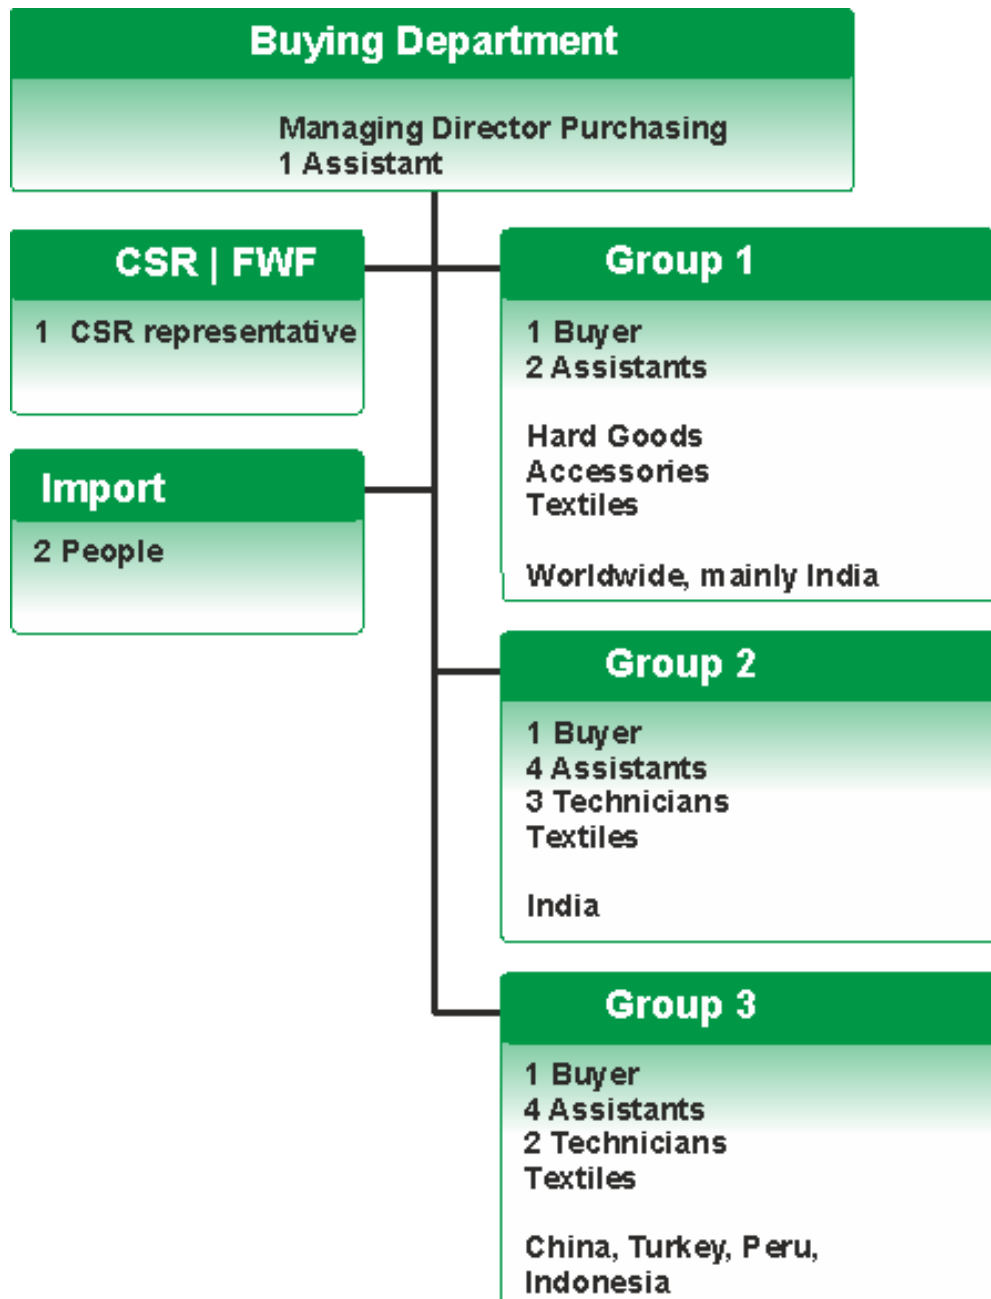 Buying Department
Managing Director Purchasing
1 Assistant
CSR | FWF
1 CSR representative
Import
2 People
Group 1
1 Buyer
2 Assistants
Hard Goods
Accessories
Textiles
Worldwide, mainly India
Group 2
1 Buyer
4 Assistants
3 Technicians
Textiles
India
Group 3
1 Buyer
4 Assistants
2 Technicians
Textiles
China, Turkey, Peru,
Indonesia